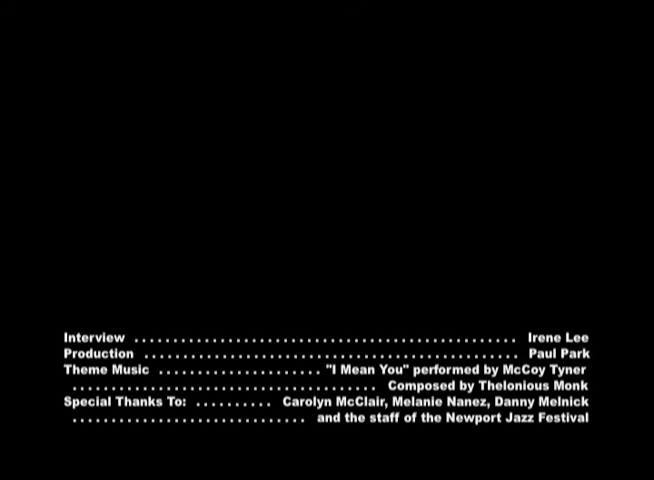 Interview ................................................. Irene Lee
Production ................................................ Paul Park
Theme Music ..................... "I Mean You" performed by McCoy Tyner
....................................... Composed by Thelonious Monk
Special Thanks To: .......... Carolyn McClair, Melanie Nanez, Danny Melnick
.............................. and the staff of the Newport Jazz Festival